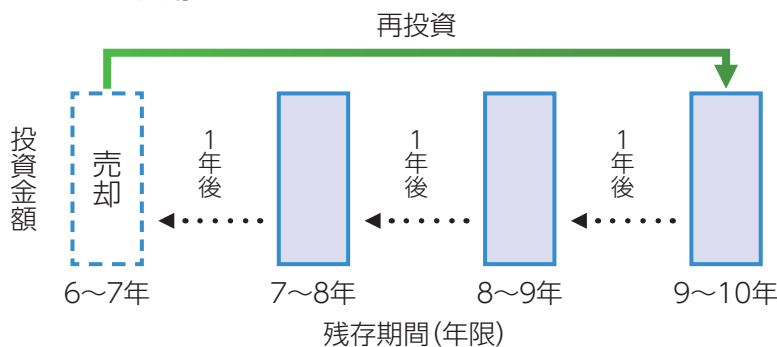 再投資
投資金額
売却
1年後
1年後
1年後
6〜7年
7〜8年
8〜9年
9〜10年
残存期間(年限)